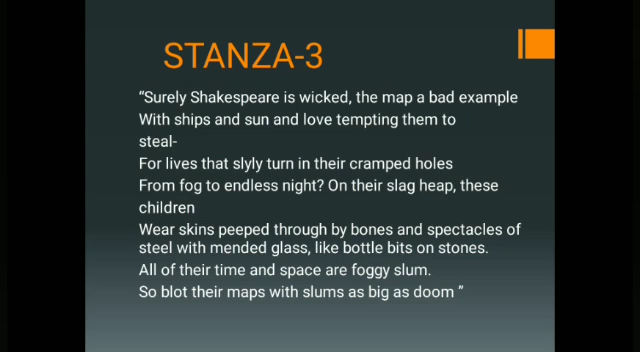 STANZA-3
“Surely Shakespeare is wicked, the map a bad example
With ships and sun and love tempting them to
steal-
For lives that slyly turn in their cramped holes
From fog to endless night? On their slag heap, these
children
Wear skins peeped through by bones and spectacles of
steel with mended glass, like bottle bits on stones.
All of their time and space are foggy slum.
So blot their maps with slums as big as doom ”